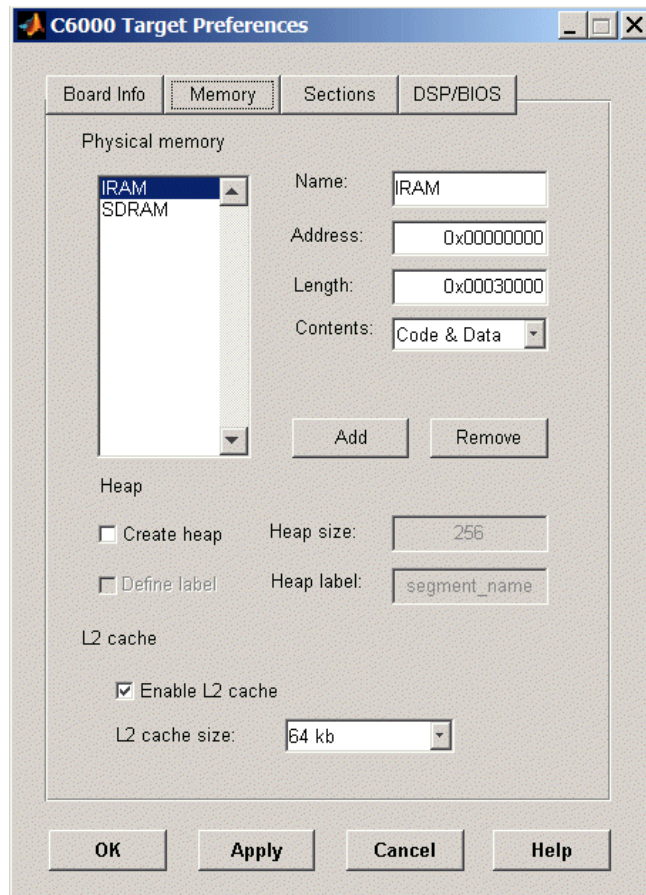 C6000 Target Preferences
Board Info Memory Sections DSP/BIOS
Physical memory
IRAM
SDRAM
Name: IRAM
Address: 0x00000000
Length: 0x00030000
Contents: Code & Data
Add Remove
Heap
Create heap Heap size: 256
Define label Heap label: segment_name
L2 cache
Enable L2 cache
L2 cache size: 64 kb
OK Apply Cancel Help